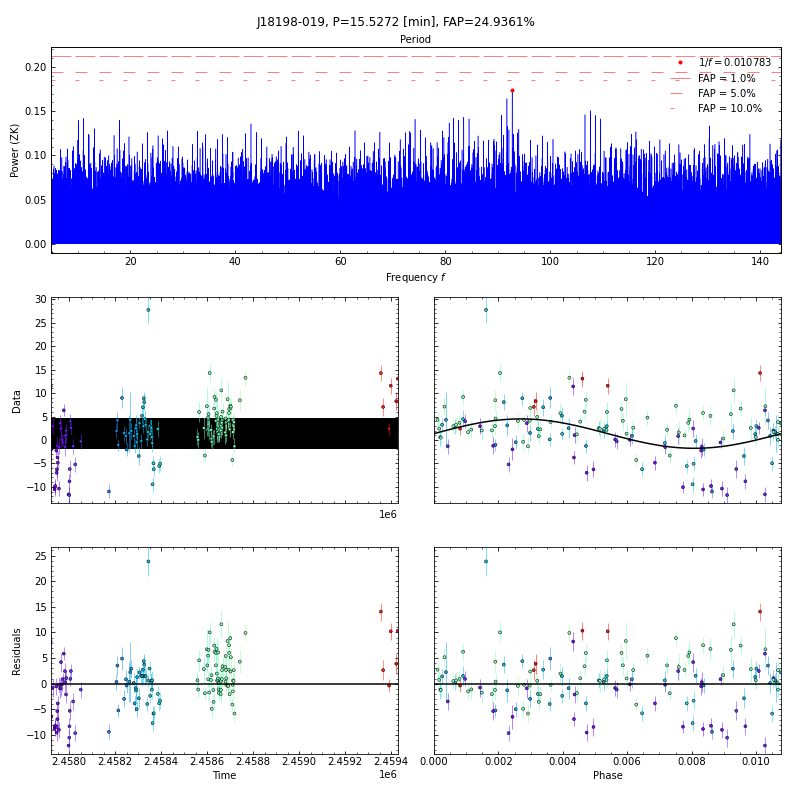 J18198-019, P=15.5272 [min], FAP=24.9361%
Period
Power (ZK)
0.20
0.15
0.10
0.05
0.00
1/f = 0.010783
FAP = 1.0%
FAP = 5.0%
FAP = 10.0%
20 40 60 80 100 120 140
Frequency f
Data
30
25
20
15
10
5
0
−5
−10
1e6
Residuals
25
20
15
10
5
0
−5
−10
2.4580 2.4582 2.4584 2.4586 2.4588 2.4590 2.4592 2.4594
1e6
Time
0.000 0.002 0.004 0.006 0.008 0.010
Phase